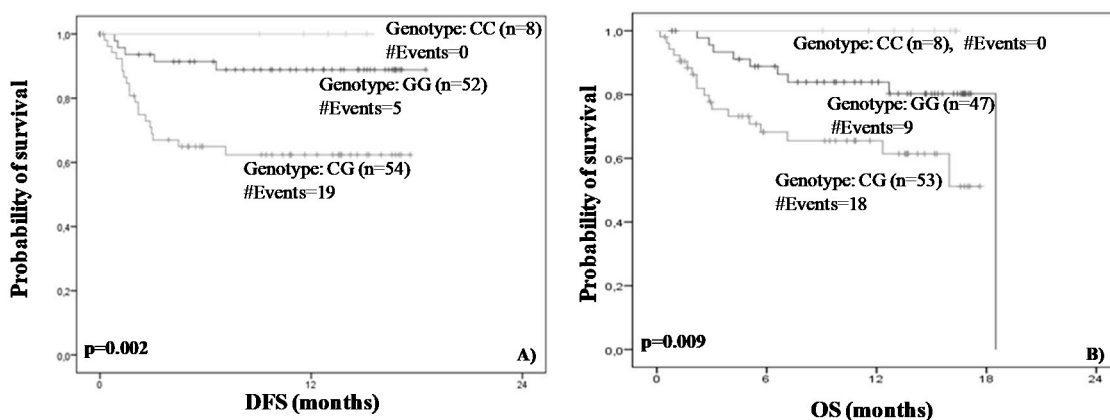 Probability of survival
1,0
0,8
0,6
0,4
0,2
0,0
Genotype: CC (n=8)
#Events=0
Genotype: GG (n=52)
#Events=5
Genotype: CG (n=54)
#Events=19
p=0.002
A)
0
12
24
DFS (months)
Probability of survival
1,0
0,8
0,6
0,4
0,2
0,0
Genotype: CC (n=8), #Events=0
Genotype: GG (n=47)
#Events=9
Genotype: CG (n=53)
#Events=18
p=0.009
B)
0
6
12
18
24
OS (months)